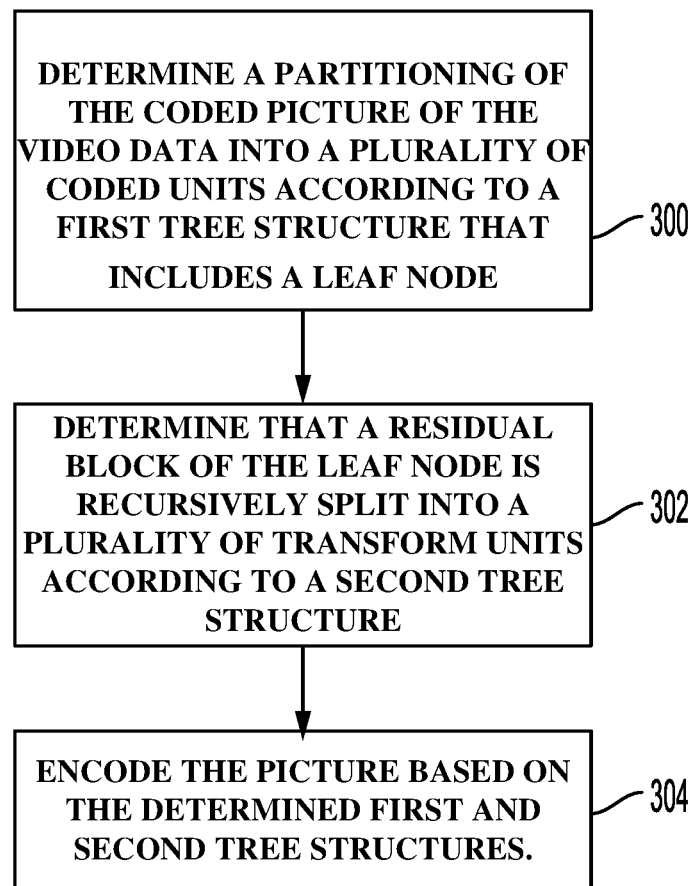 DETERMINE A PARTITIONING OF
THE CODED PICTURE OF THE
VIDEO DATA INTO A PLURALITY OF
CODED UNITS ACCORDING TO A
FIRST TREE STRUCTURE THAT
INCLUDES A LEAF NODE
300
DETERMINE THAT A RESIDUAL
BLOCK OF THE LEAF NODE IS
RECURSIVELY SPLIT INTO A
PLURALITY OF TRANSFORM UNITS
ACCORDING TO A SECOND TREE
STRUCTURE
302
ENCODE THE PICTURE BASED ON
THE DETERMINED FIRST AND
SECOND TREE STRUCTURES.
304